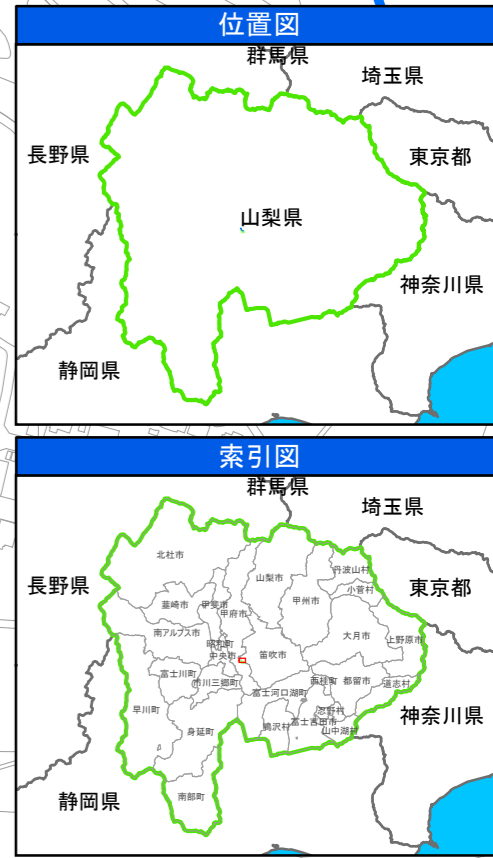 位置図
群馬県
埼玉県
長野県
東京都
山梨県
神奈川県
静岡県
索引図
群馬県
埼玉県
北杜市
丹波山村
長野県
山梨市
小菅村
東京都
韮崎市
甲斐市
甲州市
甲府市
南アルプス市
大月市
上野原市
昭和町
中央市
笛吹市
富士川町
市川三郷町
西桂町
都留市
道志村
富士河口湖町
早川町
忍野村
神奈川県
身延町
鳴沢村
富士吉田市
山中湖村
南部町
静岡県